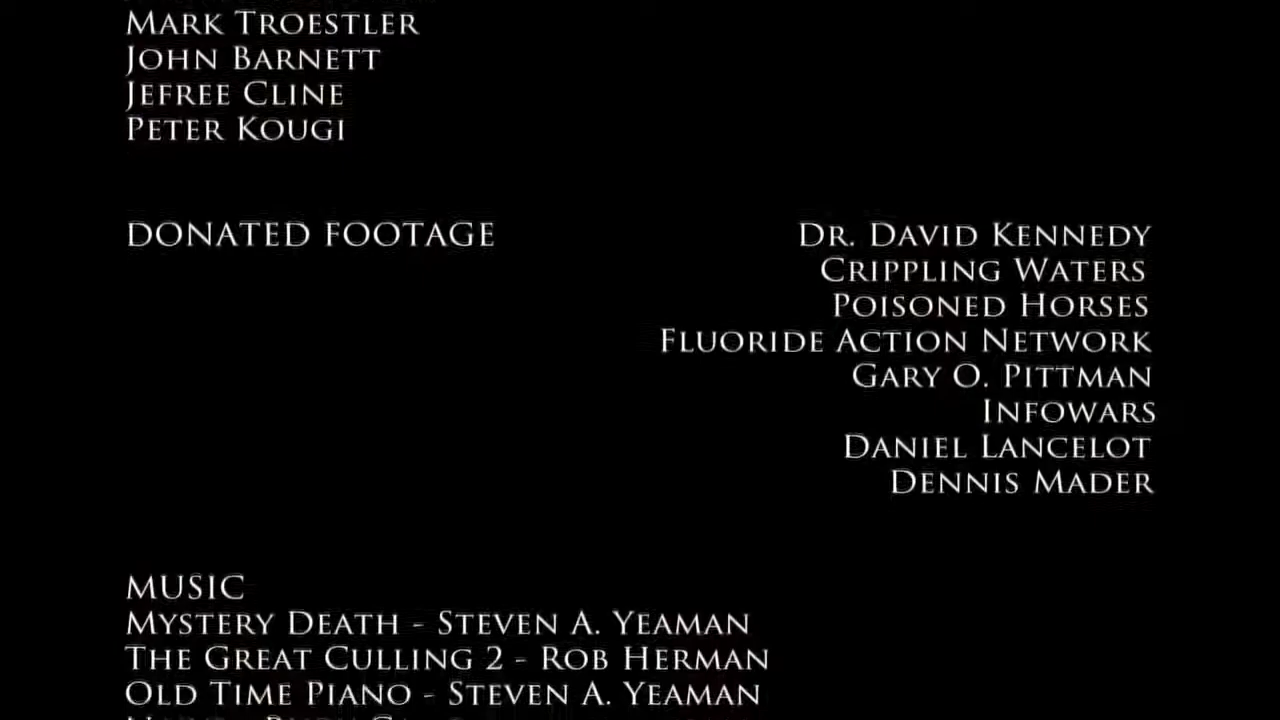 MARK TROESTLER
JOHN BARNETT
JEFREE CLINE
PETER KOUGI
DONATED FOOTAGE
DR. DAVID KENNEDY
CRIPPLING WATERS
POISONED HORSES
FLUORIDE ACTION NETWORK
GARY O. PITTMAN
INFOWARS
DANIEL LANCELOT
DENNIS MADER
MUSIC
MYSTERY DEATH - STEVEN A. YEAMAN
THE GREAT CULLING 2 - ROB HERMAN
OLD TIME PIANO - STEVEN A. YEAMAN